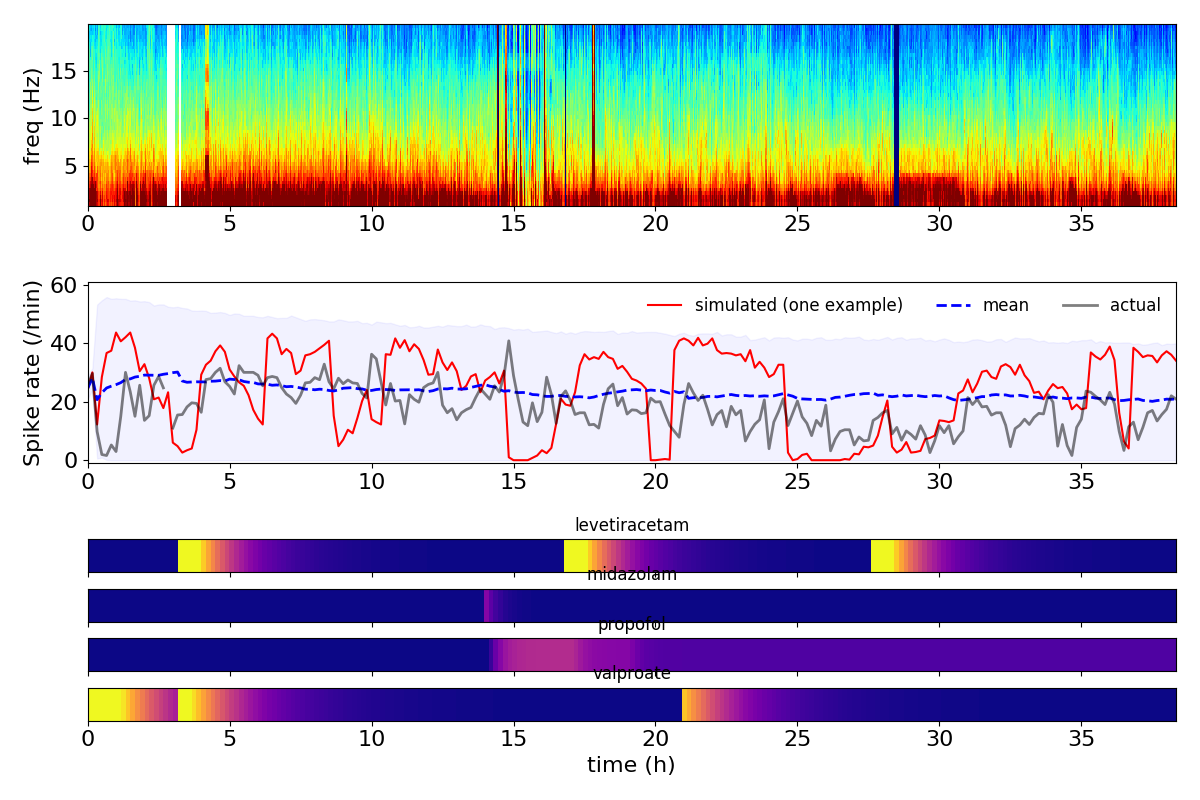 freq (Hz)
15
10
5
0 5 10 15 20 25 30 35
Spike rate (/min)
60
40
20
0
simulated (one example) mean actual
0 5 10 15 20 25 30 35
levetiracetam
midazolam
propofol
valproate
0 5 10 15 20 25 30 35
time (h)